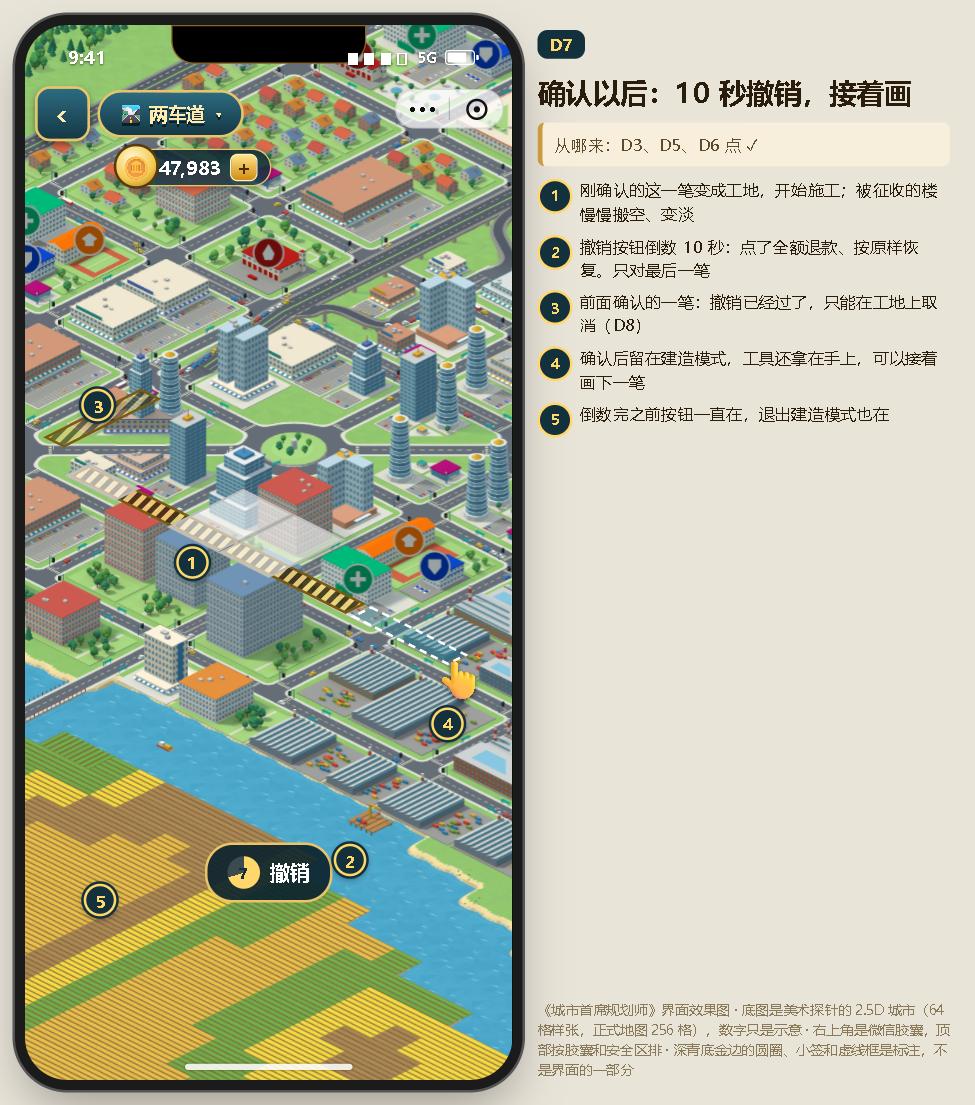 9:41
5G
两车道
47,983
+
3
1
4
7
撤销
2
5
D7
确认以后：10 秒撤销，接着画
从哪来：D3、D5、D6 点 ✓
1
刚确认的这一笔变成工地，开始施工；被征收的楼
慢慢搬空、变淡
2
撤销按钮倒数 10 秒：点了全额退款、按原样恢
复。只对最后一笔
3
前面确认的一笔：撤销已经过了，只能在工地上取
消（D8）
4
确认后留在建造模式，工具还拿在手上，可以接着
画下一笔
5
倒数完之前按钮一直在，退出建造模式也在
《城市首席规划师》界面效果图 · 底图是美术探针的 2.5D 城市（64
格样张，正式地图 256 格），数字只是示意 · 右上角是微信胶囊，顶
部按胶囊和安全区排 · 深青底金边的圆圈、小签和虚线框是标注，不
是界面的一部分